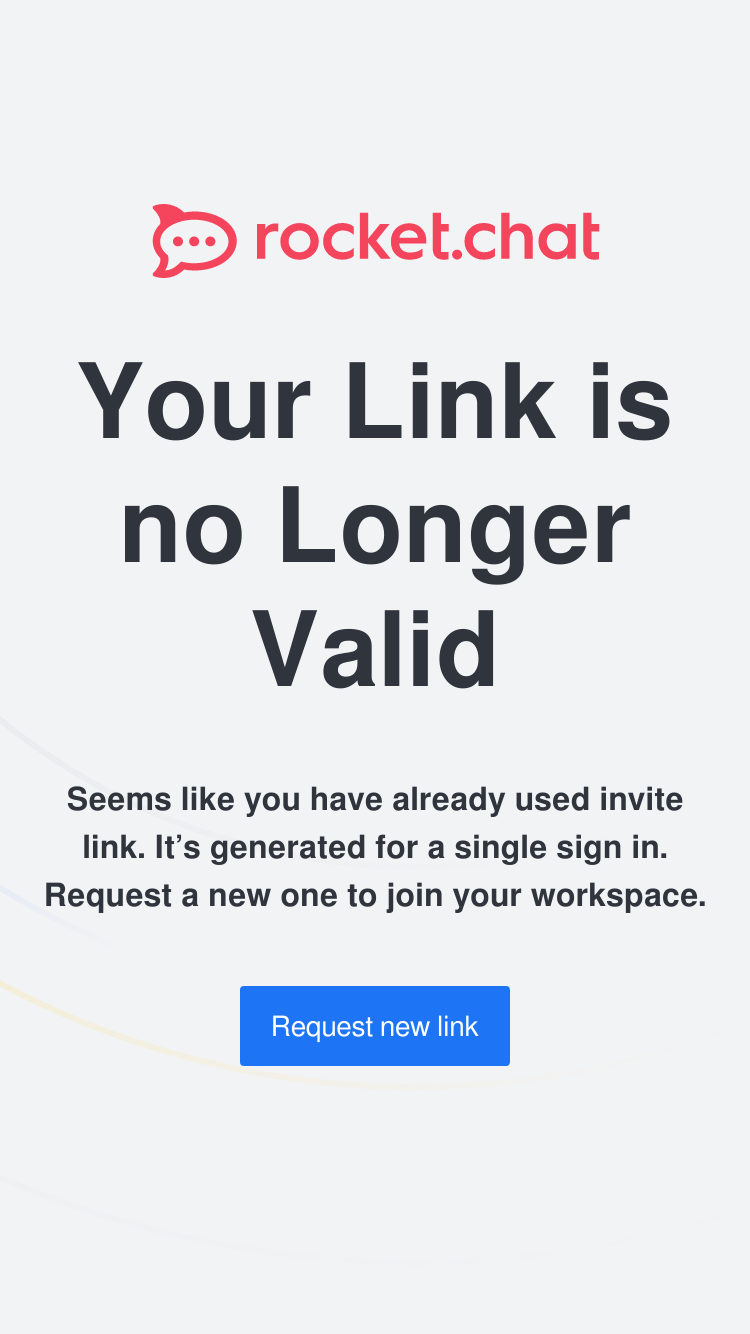 rocket.chat
Your Link is
no Longer
Valid
Seems like you have already used invite
link. It’s generated for a single sign in.
Request a new one to join your workspace.
Request new link